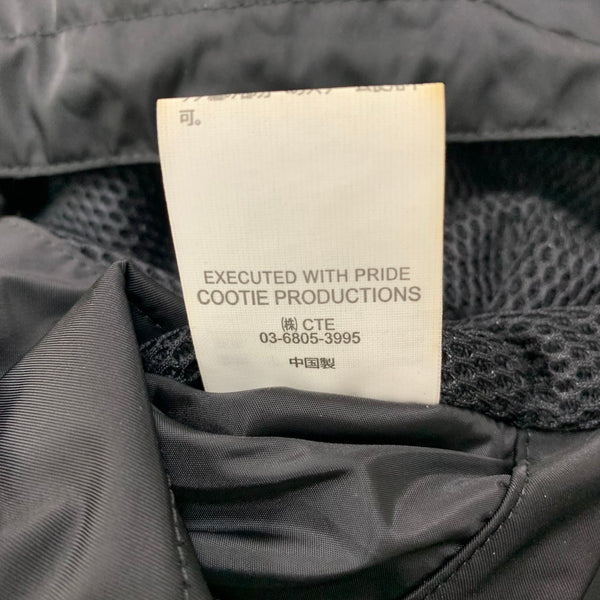 可。
EXECUTED WITH PRIDE
COOTIE PRODUCTIONS
㈱ CTE
03-6805-3995
中国製